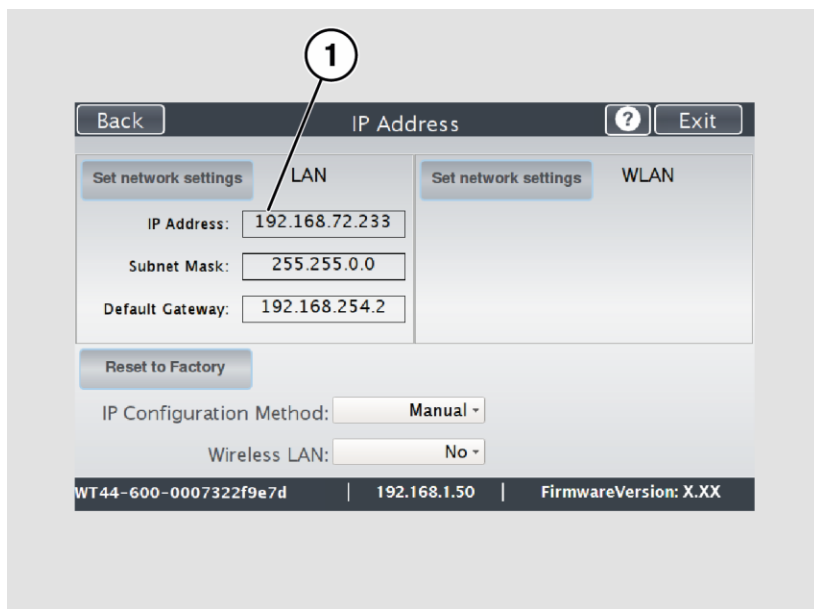 1
Back IP Address ? Exit
Set network settings LAN Set network settings WLAN
IP Address: 192.168.72.233
Subnet Mask: 255.255.0.0
Default Gateway: 192.168.254.2
Reset to Factory
IP Configuration Method: Manual
Wireless LAN: No
WT44-600-0007322f9e7d | 192.168.1.50 | FirmwareVersion: X.XX